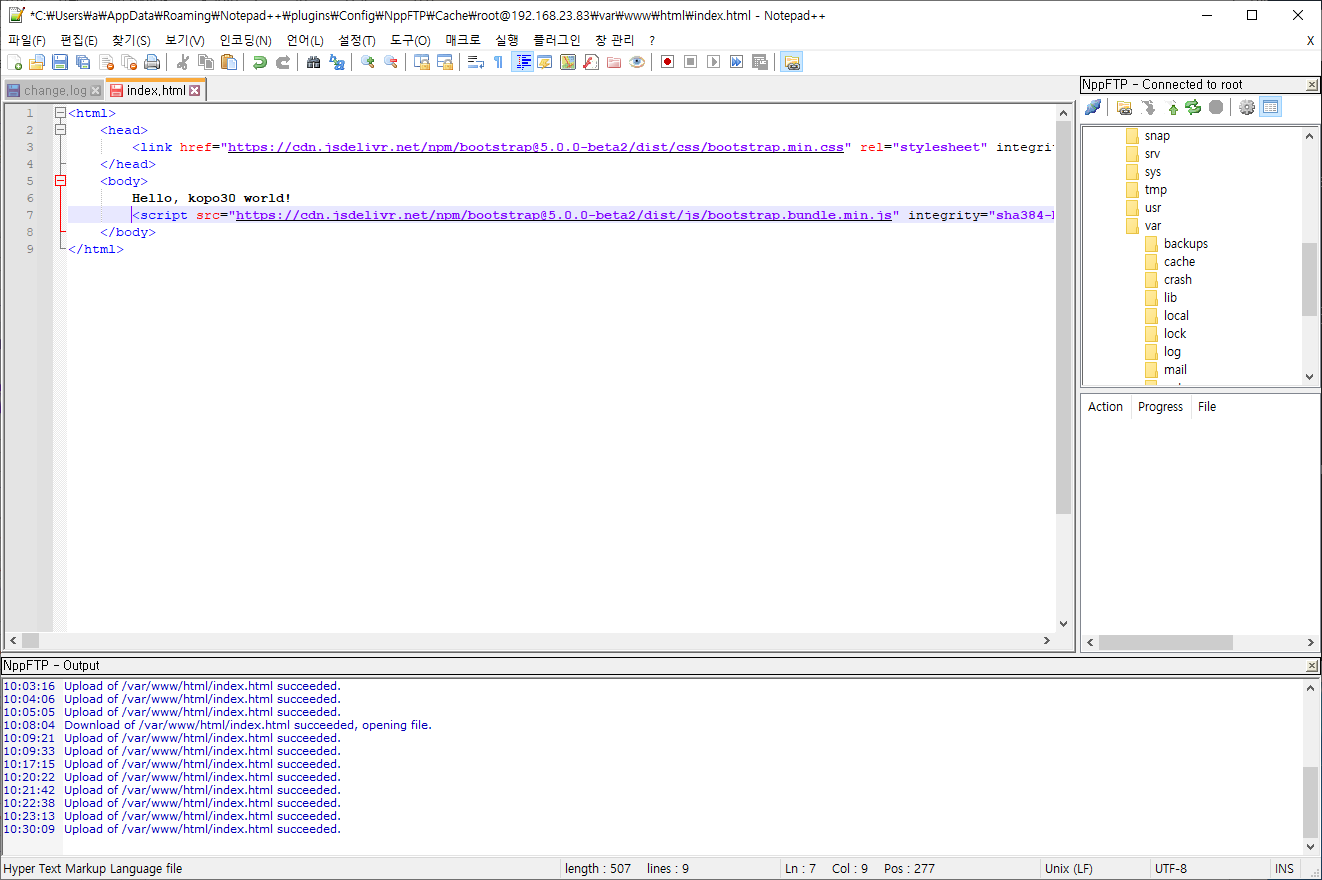 *C:₩Users₩a₩AppData₩Roaming₩Notepad++₩plugins₩Config₩NppFTP₩Cache₩root@192.168.23.83₩var₩www₩html₩index.html - Notepad++
파일(F) 편집(E) 찾기(S) 보기(V) 인코딩(N) 언어(L) 설정(T) 도구(O) 매크로 실행 플러그인 창 관리 ? X
change.log index.html
1 <html>
2 <head>
3 <link href="https://cdn.jsdelivr.net/npm/bootstrap@5.0.0-beta2/dist/css/bootstrap.min.css" rel="stylesheet" integri
4 </head>
5 <body>
6 Hello, kopo30 world!
7 <script src="https://cdn.jsdelivr.net/npm/bootstrap@5.0.0-beta2/dist/js/bootstrap.bundle.min.js" integrity="sha384-
8 </body>
9 </html>
NppFTP - Connected to root
snap
srv
sys
tmp
usr
var
backups
cache
crash
lib
local
lock
log
mail
Action Progress File
NppFTP - Output
10:03:16 Upload of /var/www/html/index.html succeeded.
10:04:06 Upload of /var/www/html/index.html succeeded.
10:05:05 Upload of /var/www/html/index.html succeeded.
10:08:04 Download of /var/www/html/index.html succeeded, opening file.
10:09:21 Upload of /var/www/html/index.html succeeded.
10:09:33 Upload of /var/www/html/index.html succeeded.
10:17:15 Upload of /var/www/html/index.html succeeded.
10:20:22 Upload of /var/www/html/index.html succeeded.
10:21:42 Upload of /var/www/html/index.html succeeded.
10:22:38 Upload of /var/www/html/index.html succeeded.
10:23:13 Upload of /var/www/html/index.html succeeded.
10:30:09 Upload of /var/www/html/index.html succeeded.
Hyper Text Markup Language file length : 507 lines : 9 Ln : 7 Col : 9 Pos : 277 Unix (LF) UTF-8 INS